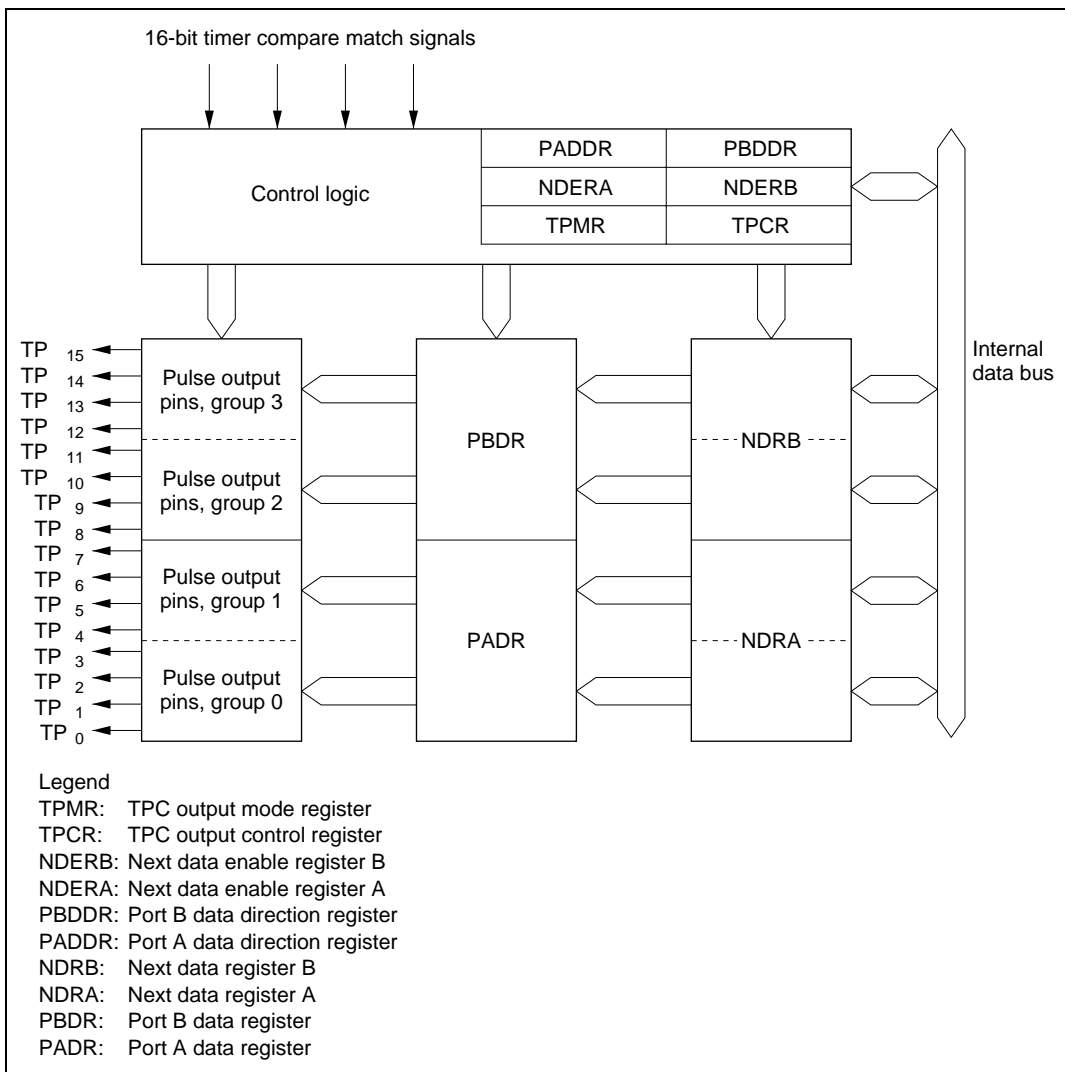 16-bit timer compare match signals
Control logic
PADDR PBDDR
NDERA NDERB
TPMR TPCR
Internal
data bus
TP 15
TP 14
TP 13
TP 12
TP 11
TP 10
TP 9
TP 8
TP 7
TP 6
TP 5
TP 4
TP 3
TP 2
TP 1
TP 0
Pulse output
pins, group 3
Pulse output
pins, group 2
Pulse output
pins, group 1
Pulse output
pins, group 0
PBDR
PADR
NDRB
NDRA
Legend
TPMR: TPC output mode register
TPCR: TPC output control register
NDERB: Next data enable register B
NDERA: Next data enable register A
PBDDR: Port B data direction register
PADDR: Port A data direction register
NDRB: Next data register B
NDRA: Next data register A
PBDR: Port B data register
PADR: Port A data register